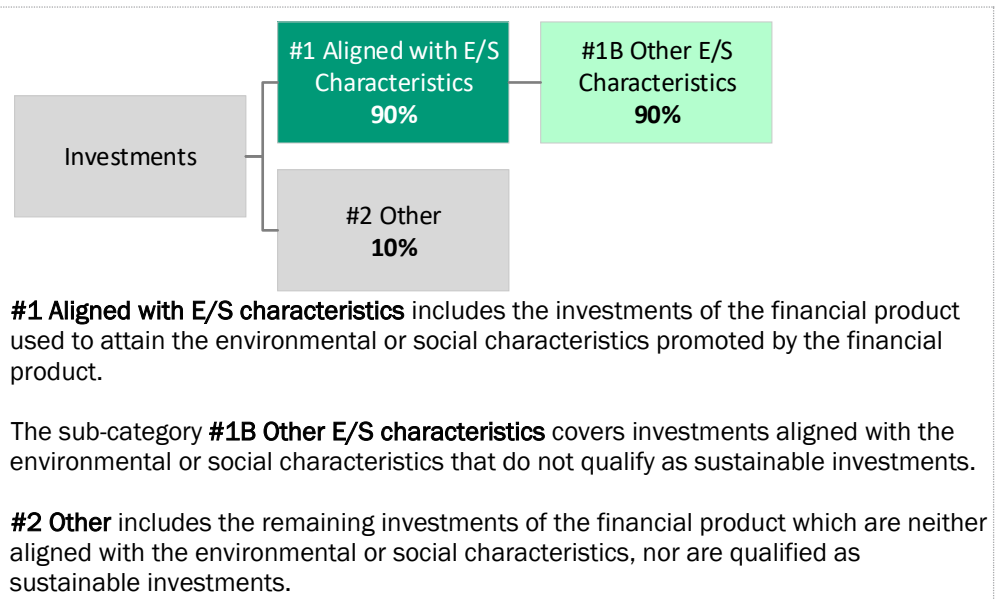 #1 Aligned with E/S
Characteristics
90%
#1B Other E/S
Characteristics
90%
Investments
#2 Other
10%
#1 Aligned with E/S characteristics includes the investments of the financial product
used to attain the environmental or social characteristics promoted by the financial
product.
The sub-category #1B Other E/S characteristics covers investments aligned with the
environmental or social characteristics that do not qualify as sustainable investments.
#2 Other includes the remaining investments of the financial product which are neither
aligned with the environmental or social characteristics, nor are qualified as
sustainable investments.